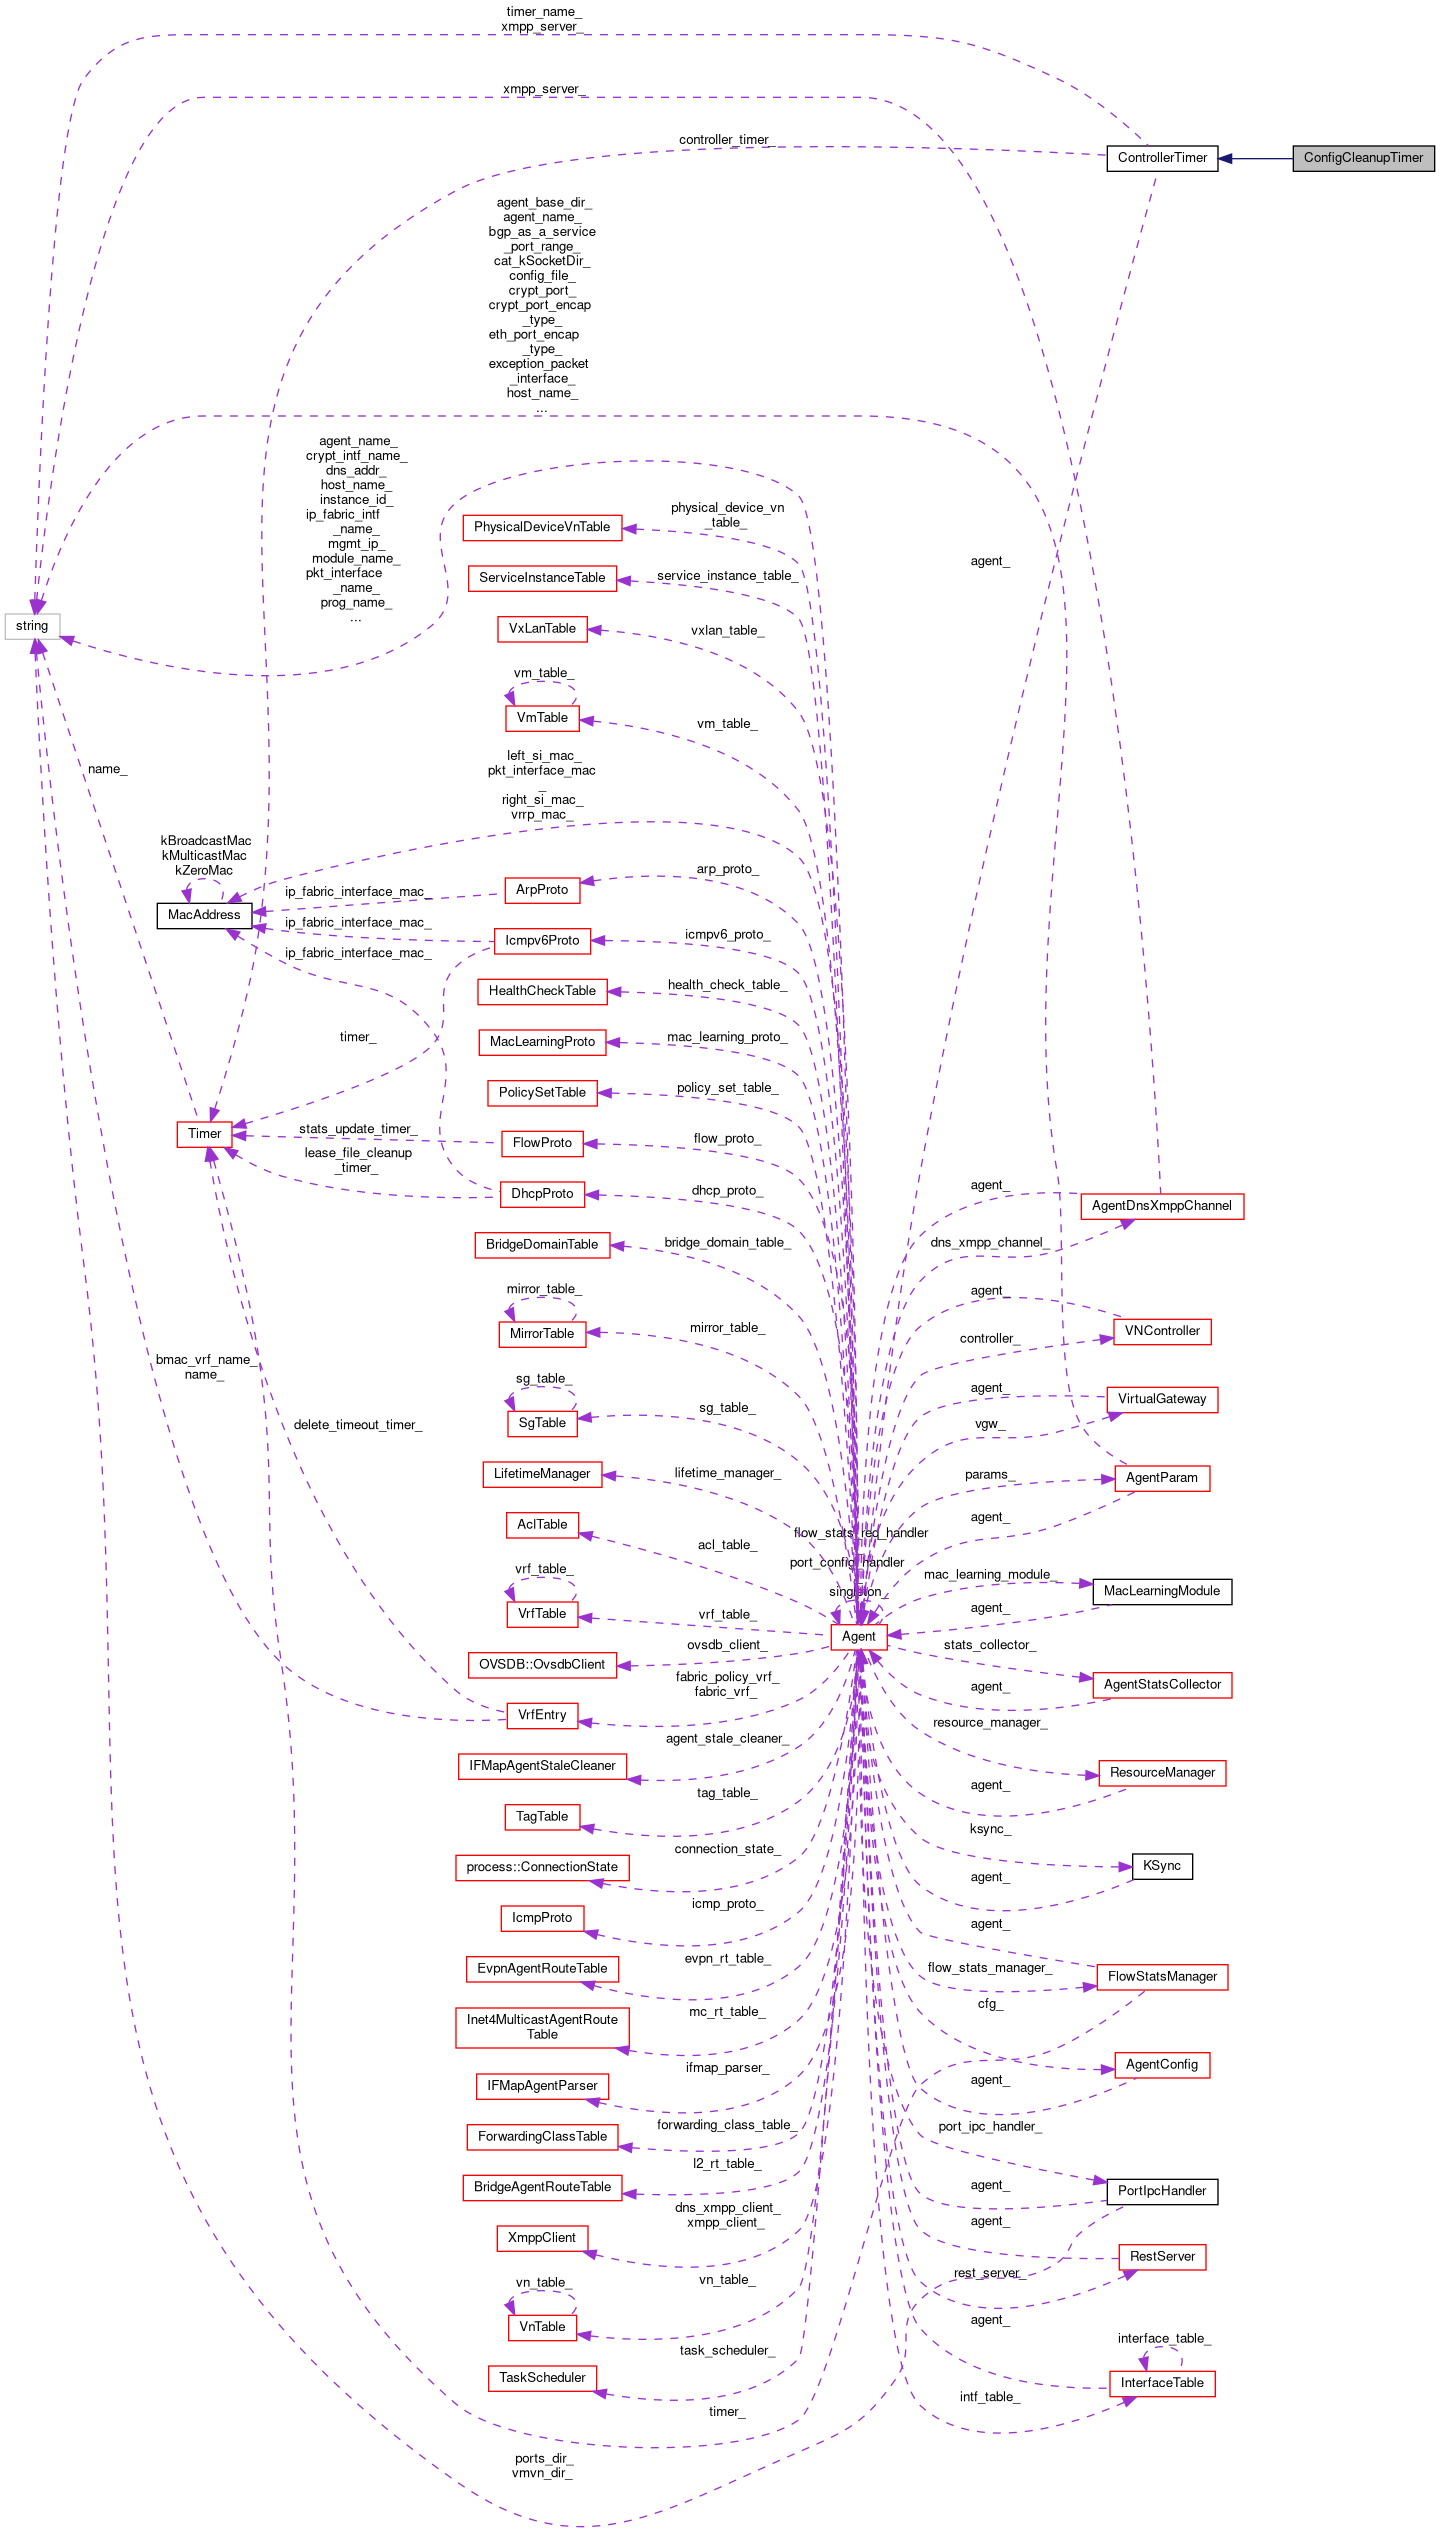 timer_name_
xmpp_server_
xmpp_server_
controller_timer_
ControllerTimer
ConfigCleanupTimer
agent_base_dir_
agent_name_
bgp_as_a_service
_port_range_
cat_kSocketDir_
config_file_
crypt_port_
crypt_port_encap
_type_
eth_port_encap
_type_
exception_packet
_interface_
host_name_
...
agent_name_
crypt_intf_name_
dns_addr_
host_name_
instance_id_
ip_fabric_intf
_name_
mgmt_ip_
module_name_
pkt_interface
_name_
prog_name_
...
physical_device_vn
_table_
PhysicalDeviceVnTable
agent_
service_instance_table_
ServiceInstanceTable
string
vxlan_table_
VxLanTable
vm_table_
VmTable
vm_table_
name_
left_si_mac_
pkt_interface_mac
_
right_si_mac_
vrrp_mac_
kBroadcastMac
kMulticastMac
kZeroMac
MacAddress
ip_fabric_interface_mac_
ArpProto
arp_proto_
ip_fabric_interface_mac_
Icmpv6Proto
icmpv6_proto_
ip_fabric_interface_mac_
HealthCheckTable
health_check_table_
timer_
MacLearningProto
mac_learning_proto_
PolicySetTable
policy_set_table_
Timer
stats_update_timer_
FlowProto
flow_proto_
lease_file_cleanup
_timer_
DhcpProto
dhcp_proto_
agent_
AgentDnsXmppChannel
BridgeDomainTable
bridge_domain_table_
dns_xmpp_channel_
mirror_table_
MirrorTable
mirror_table_
agent_
controller_
VNController
bmac_vrf_name_
name_
sg_table_
SgTable
sg_table_
agent_
vgw_
VirtualGateway
delete_timeout_timer_
LifetimeManager
lifetime_manager_
params_
AgentParam
AclTable
acl_table_
agent_
flow_stats_req_handler
_
port_config_handler
_
singleton_
vrf_table_
VrfTable
vrf_table_
Agent
mac_learning_module_
MacLearningModule
agent_
OVSDB::OvsdbClient
ovsdb_client_
stats_collector_
AgentStatsCollector
agent_
VrfEntry
fabric_policy_vrf_
fabric_vrf_
resource_manager_
IFMapAgentStaleCleaner
agent_stale_cleaner_
ResourceManager
agent_
TagTable
tag_table_
ksync_
process::ConnectionState
connection_state_
KSync
agent_
IcmpProto
icmp_proto_
agent_
EvpnAgentRouteTable
evpn_rt_table_
flow_stats_manager_
FlowStatsManager
Inet4MulticastAgentRoute
Table
mc_rt_table_
cfg_
AgentConfig
IFMapAgentParser
ifmap_parser_
agent_
ForwardingClassTable
forwarding_class_table_
port_ipc_handler_
BridgeAgentRouteTable
l2_rt_table_
agent_
PortIpcHandler
XmppClient
dns_xmpp_client_
xmpp_client_
agent_
RestServer
rest_server_
vn_table_
VnTable
vn_table_
agent_
interface_table_
TaskScheduler
task_scheduler_
InterfaceTable
intf_table_
timer_
ports_dir_
vmvn_dir_